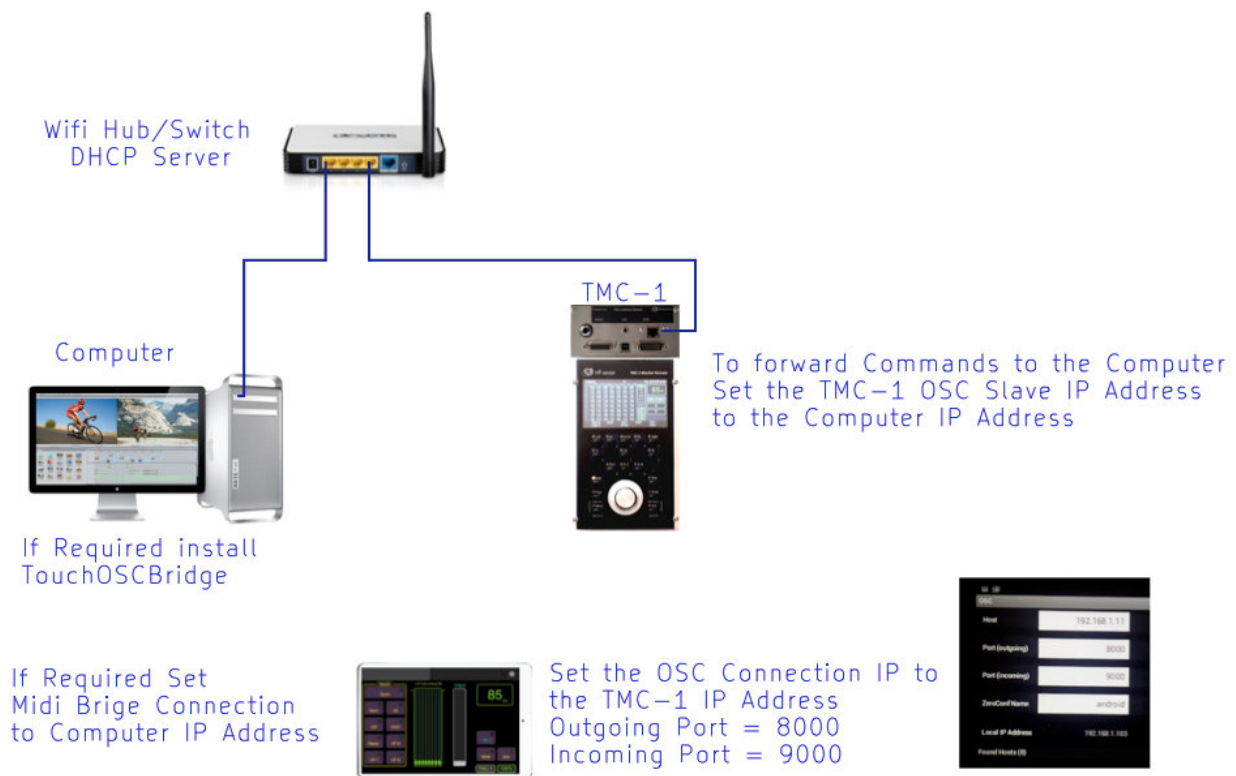 Wifi Hub/Switch
DHCP Server
TMC-1
Computer
To forward Commands to the Computer
Set the TMC-1 OSC Slave IP Address
to the Computer IP Address
If Required install
TouchOSCBridge
If Required Set
Midi Brige Connection
to Computer IP Address
85
Set the OSC Connection IP to
the TMC-1 IP Address
Outgoing Port = 8000
Incoming Port = 9000
OSC
Host 192.168.1.11
Port (outgoing) 8000
Port (incoming) 9000
ZeroConf Name android
Local IP Address 192.168.1.103
Found Hosts (0)